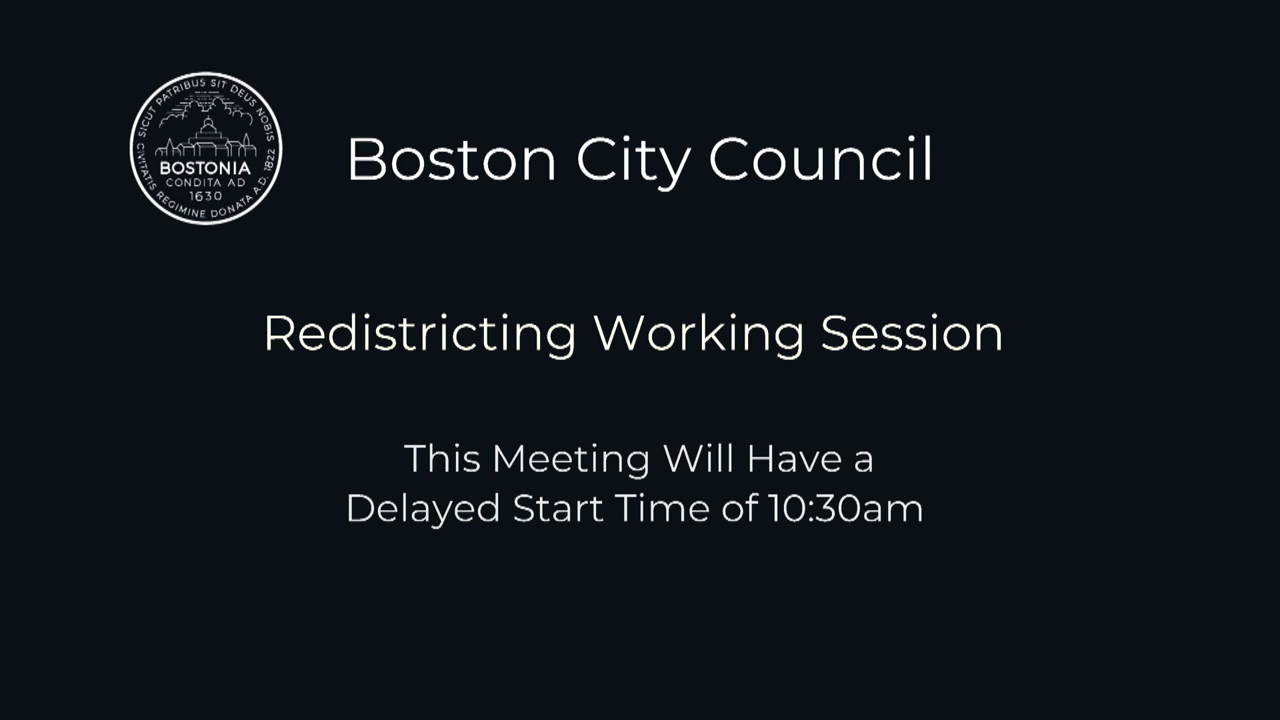 SICUT PATRIBUS SIT DEUS NOBIS
BOSTONIA
CONDITA AD
1630
CIVITATIS REGIMINE DONATA A.D. 1822
Boston City Council
Redistricting Working Session
This Meeting Will Have a
Delayed Start Time of 10:30am